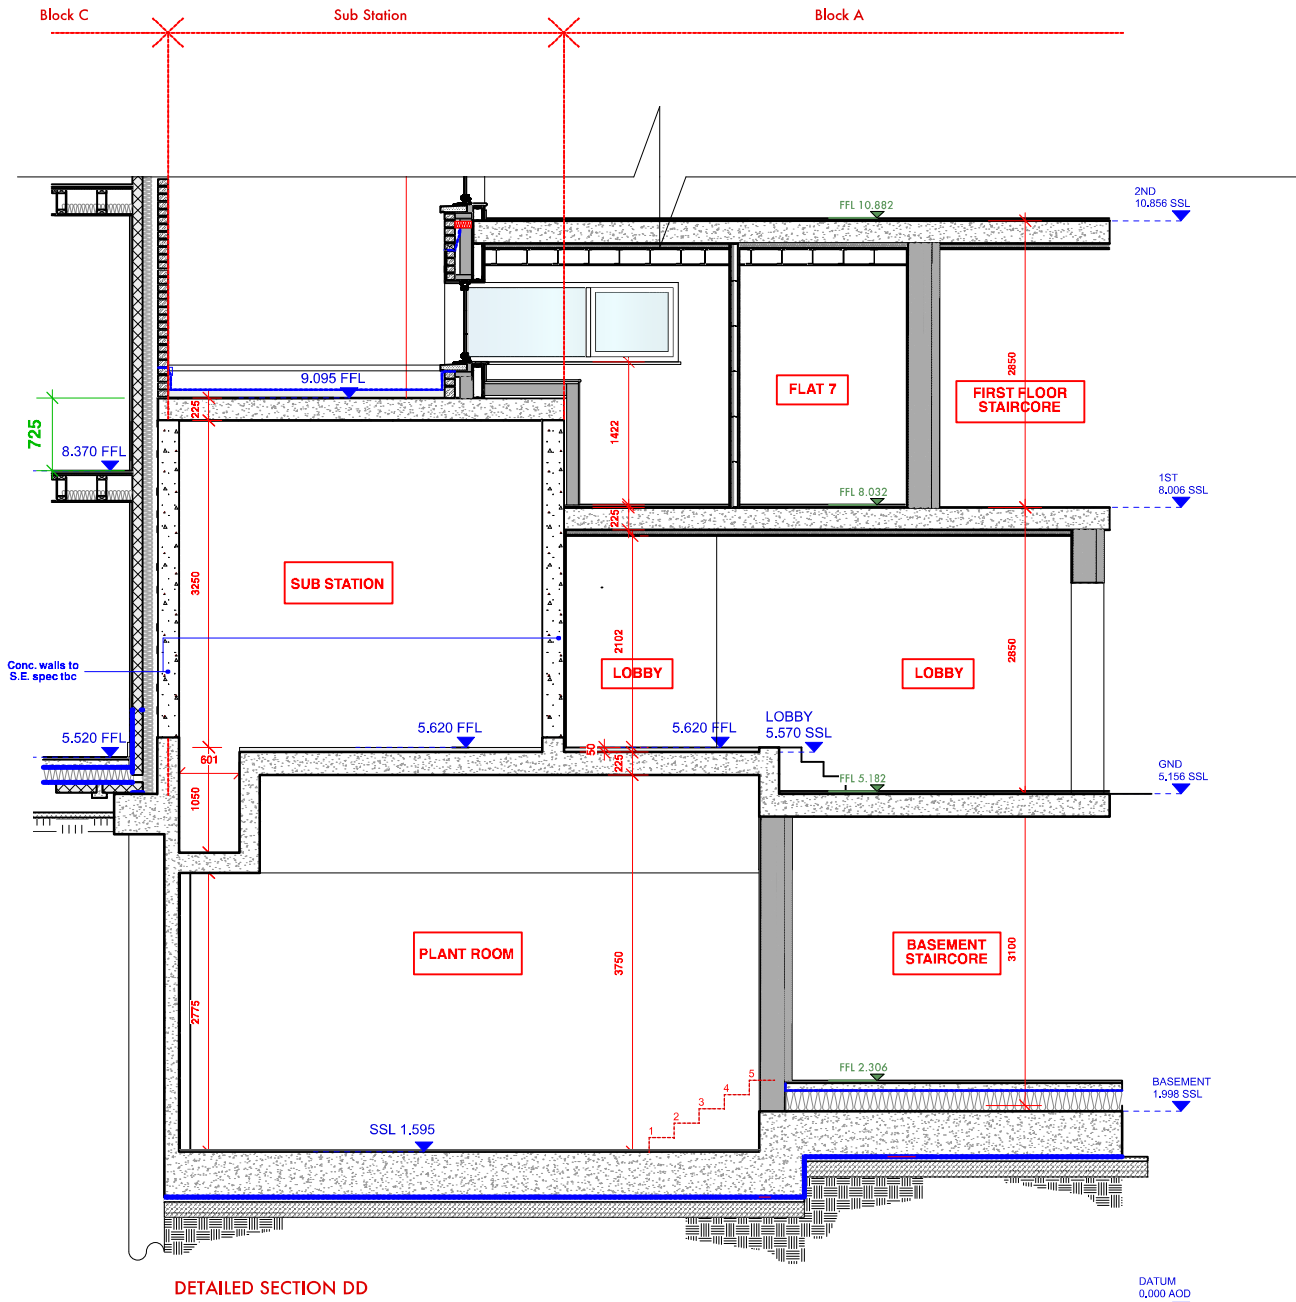 Block C
Sub Station
Block A
2ND
10.856 SSL
FFL 10.882
9.095 FFL
225
2850
FLAT 7
FIRST FLOOR
STAIRCORE
725
8.370 FFL
1422
1ST
8.006 SSL
FFL 8.032
225
3250
SUB STATION
2102
2850
Conc. walls to
S.E. spec tbc
LOBBY
LOBBY
5.520 FFL
5.620 FFL
5.620 FFL
LOBBY
5.570 SSL
601
50
225
GND
5.156 SSL
FFL 5.182
1050
PLANT ROOM
BASEMENT
STAIRCORE
3100
3750
2775
FFL 2.306
BASEMENT
1.998 SSL
5
4
3
2
1
SSL 1.595
DETAILED SECTION DD
DATUM
0.000 AOD